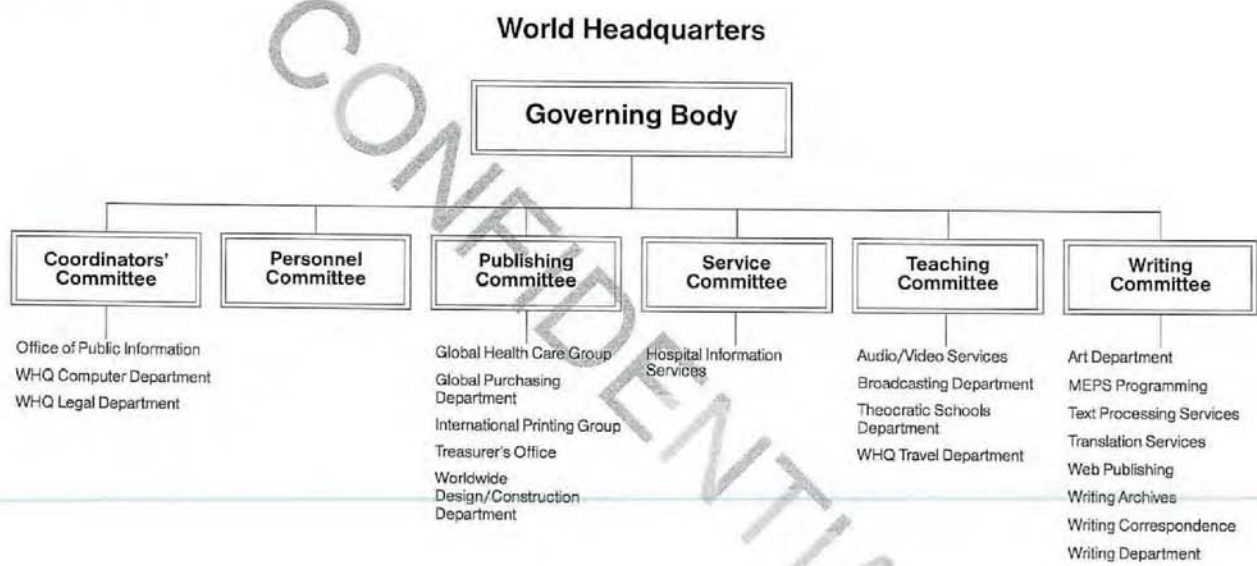 World Headquarters
Governing Body
Coordinators'
Committee
Office of Public Information
WHQ Computer Department
WHQ Legal Department
Personnel
Committee
Publishing
Committee
Global Health Care Group
Global Purchasing
Department
International Printing Group
Treasurer's Office
Worldwide
Design/Construction
Department
Service
Committee
Hospital Information
Services
Teaching
Committee
Audio/Video Services
Broadcasting Department
Theocratic Schools
Department
WHQ Travel Department
Writing
Committee
Art Department
MEPS Programming
Text Processing Services
Translation Services
Web Publishing
Writing Archives
Writing Correspondence
Writing Department
CONFIDENTIA